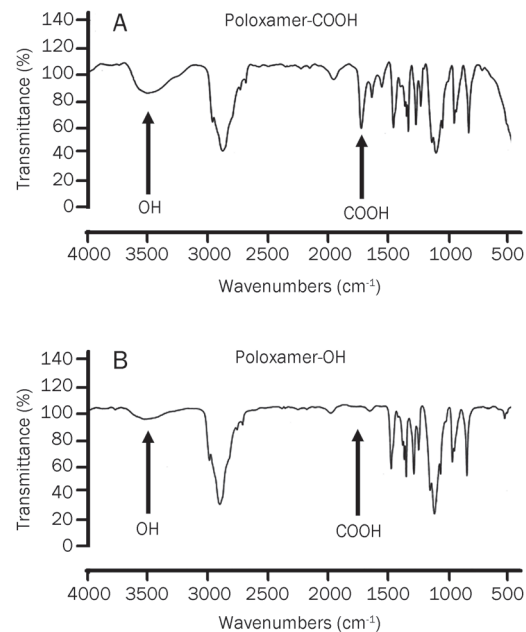 A
Poloxamer-COOH
Transmittance (%)
140
120
100
80
60
40
20
0
OH
COOH
4000 3500 3000 2500 2000 1500 1000 500
Wavenumbers (cm-1)
B
Poloxamer-OH
Transmittance (%)
140
120
100
80
60
40
20
0
OH
COOH
4000 3500 3000 2500 2000 1500 1000 500
Wavenumbers (cm-1)